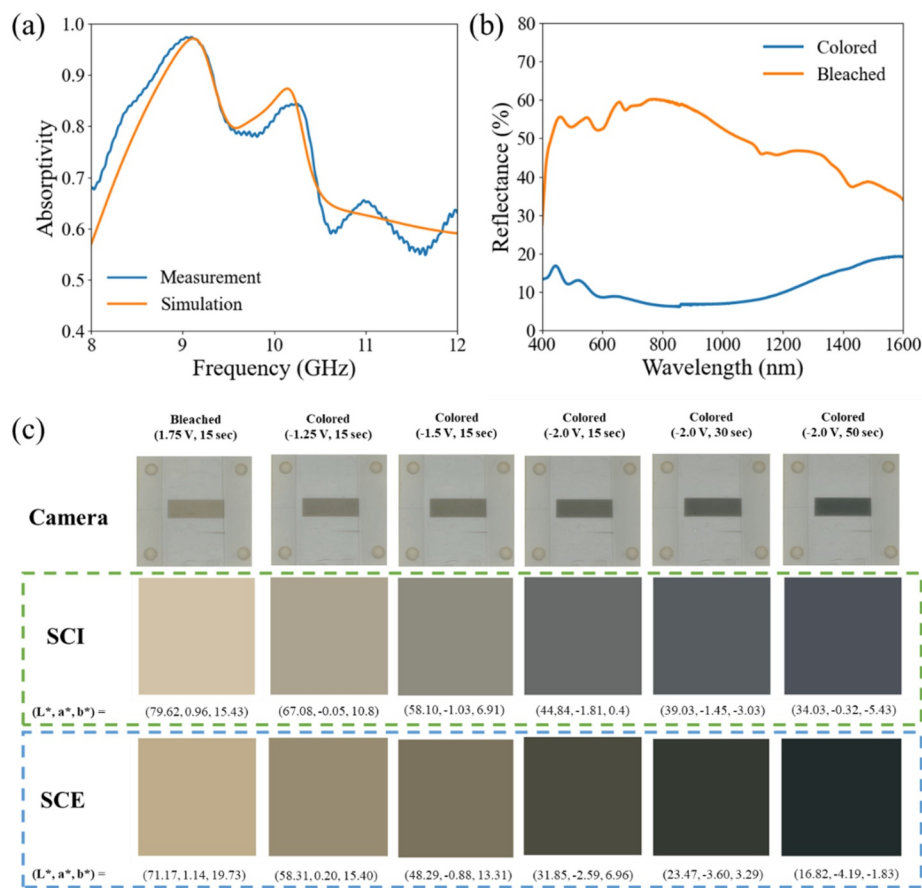 (a)
1.0
0.9
0.8
0.7
0.6
0.5
0.4
Absorptivity
Measurement
Simulation
8 9 10 11 12
Frequency (GHz)
(b)
80
70
60
50
40
30
20
10
0
Reflectance (%)
Colored
Bleached
400 600 800 1000 1200 1400 1600
Wavelength (nm)
(c)
Bleached Colored Colored Colored Colored Colored
(1.75 V, 15 sec) (-1.25 V, 15 sec) (-1.5 V, 15 sec) (-2.0 V, 15 sec) (-2.0 V, 30 sec) (-2.0 V, 50 sec)
Camera
SCI
(L*, a*, b*) = (79.62, 0.96, 15.43) (67.08, -0.05, 10.8) (58.10, -1.03, 6.91) (44.84, -1.81, 0.4) (39.03, -1.45, -3.03) (34.03, -0.32, -5.43)
SCE
(L*, a*, b*) = (71.17, 1.14, 19.73) (58.31, 0.20, 15.40) (48.29, -0.88, 13.31) (31.85, -2.59, 6.96) (23.47, -3.60, 3.29) (16.82, -4.19, -1.83)